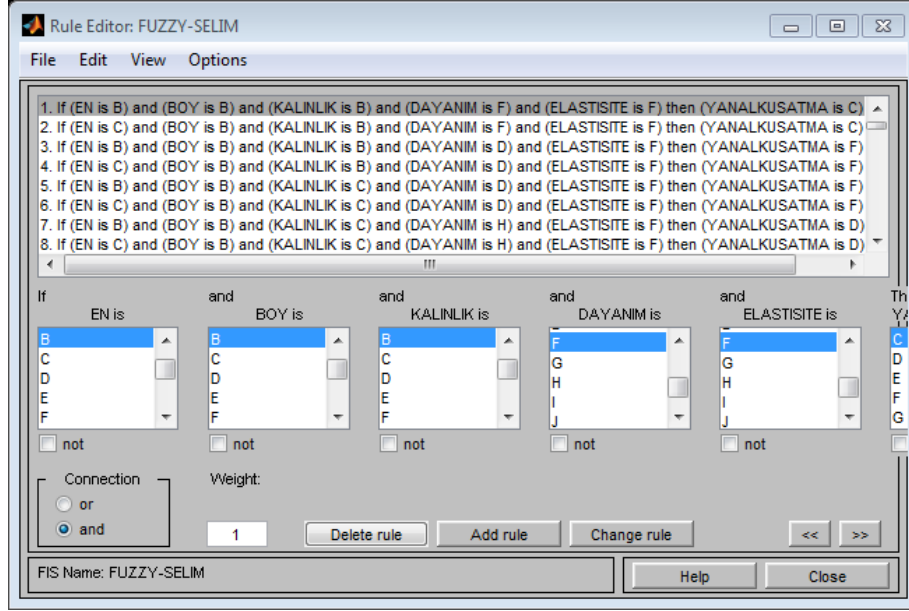 Rule Editor: FUZZY-SELIM
File Edit View Options
1. If (EN is B) and (BOY is B) and (KALINLIK is B) and (DAYANIM is F) and (ELASTISITE is F) then (YANALKUSATMA is C)
2. If (EN is C) and (BOY is B) and (KALINLIK is B) and (DAYANIM is F) and (ELASTISITE is F) then (YANALKUSATMA is C)
3. If (EN is B) and (BOY is B) and (KALINLIK is B) and (DAYANIM is D) and (ELASTISITE is F) then (YANALKUSATMA is F)
4. If (EN is C) and (BOY is B) and (KALINLIK is B) and (DAYANIM is D) and (ELASTISITE is F) then (YANALKUSATMA is F)
5. If (EN is B) and (BOY is B) and (KALINLIK is C) and (DAYANIM is D) and (ELASTISITE is F) then (YANALKUSATMA is F)
6. If (EN is C) and (BOY is B) and (KALINLIK is C) and (DAYANIM is D) and (ELASTISITE is F) then (YANALKUSATMA is F)
7. If (EN is B) and (BOY is B) and (KALINLIK is C) and (DAYANIM is H) and (ELASTISITE is F) then (YANALKUSATMA is D)
8. If (EN is C) and (BOY is B) and (KALINLIK is C) and (DAYANIM is H) and (ELASTISITE is F) then (YANALKUSATMA is D)
If and and and and Th
EN is BOY is KALINLIK is DAYANIM is ELASTISITE is YA
B B B F F C
C C C G G D
D D D H H E
E E E I I F
F F F J J G
not not not not not
Connection Weight:
or
and 1 Delete rule Add rule Change rule << >>
FIS Name: FUZZY-SELIM Help Close